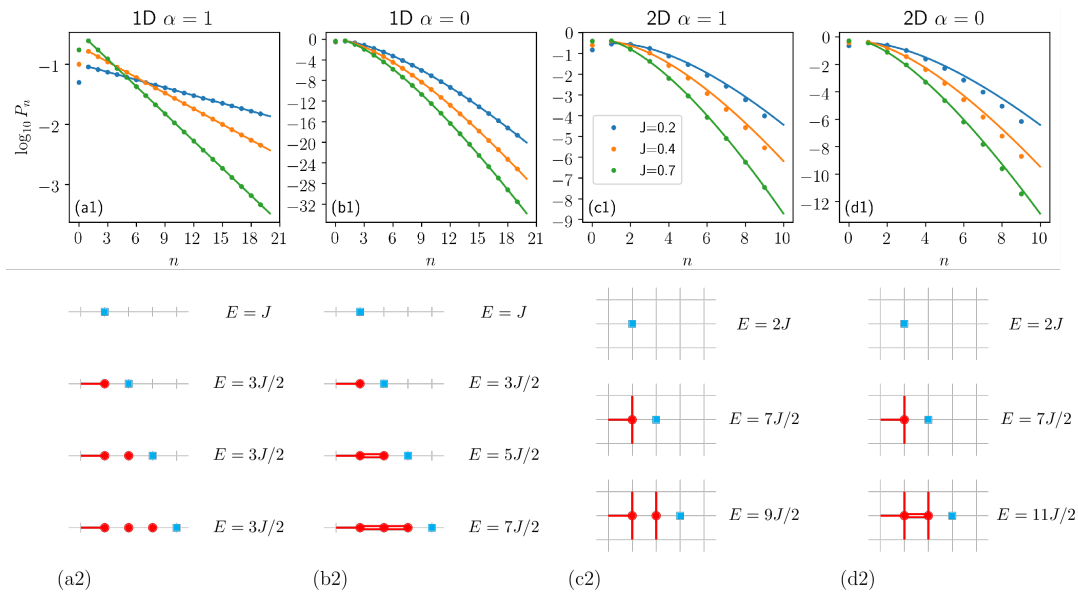 1D α = 1
1D α = 0
2D α = 1
2D α = 0
log₁₀ Pₙ
−1
−2
−3
(a1)
0 3 6 9 12 15 18 21
n
0
−4
−8
−12
−16
−20
−24
−28
−32
(b1)
0 3 6 9 12 15 18 21
n
0
−1
−2
−3
−4
−5
−6
−7
−8
−9
J=0.2
J=0.4
J=0.7
(c1)
0 2 4 6 8 10
n
0
−2
−4
−6
−8
−10
−12
(d1)
0 2 4 6 8 10
n
E = J
E = 3J/2
E = 3J/2
E = 3J/2
(a2)
E = J
E = 3J/2
E = 5J/2
E = 7J/2
(b2)
E = 2J
E = 7J/2
E = 9J/2
(c2)
E = 2J
E = 7J/2
E = 11J/2
(d2)